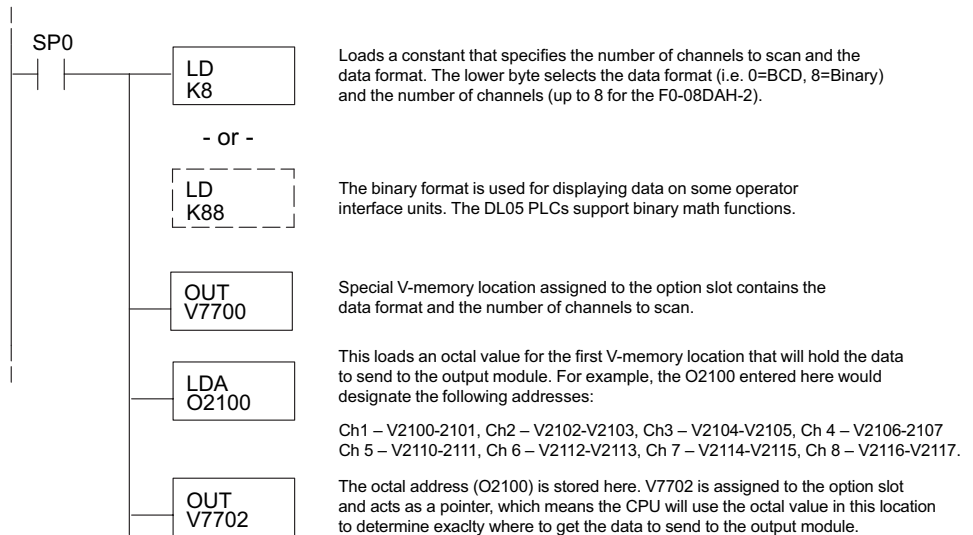 SP0
LD
K8
Loads a constant that specifies the number of channels to scan and the
data format. The lower byte selects the data format (i.e. 0=BCD, 8=Binary)
and the number of channels (up to 8 for the F0-08DAH-2).
- or -
LD
K88
The binary format is used for displaying data on some operator
interface units. The DL05 PLCs support binary math functions.
OUT
V7700
Special V-memory location assigned to the option slot contains the
data format and the number of channels to scan.
LDA
O2100
This loads an octal value for the first V-memory location that will hold the data
to send to the output module. For example, the O2100 entered here would
designate the following addresses:
Ch1 – V2100-2101, Ch2 – V2102-V2103, Ch3 – V2104-V2105, Ch 4 – V2106-2107
Ch 5 – V2110-2111, Ch 6 – V2112-V2113, Ch 7 – V2114-V2115, Ch 8 – V2116-V2117.
OUT
V7702
The octal address (O2100) is stored here. V7702 is assigned to the option slot
and acts as a pointer, which means the CPU will use the octal value in this location
to determine exaclty where to get the data to send to the output module.